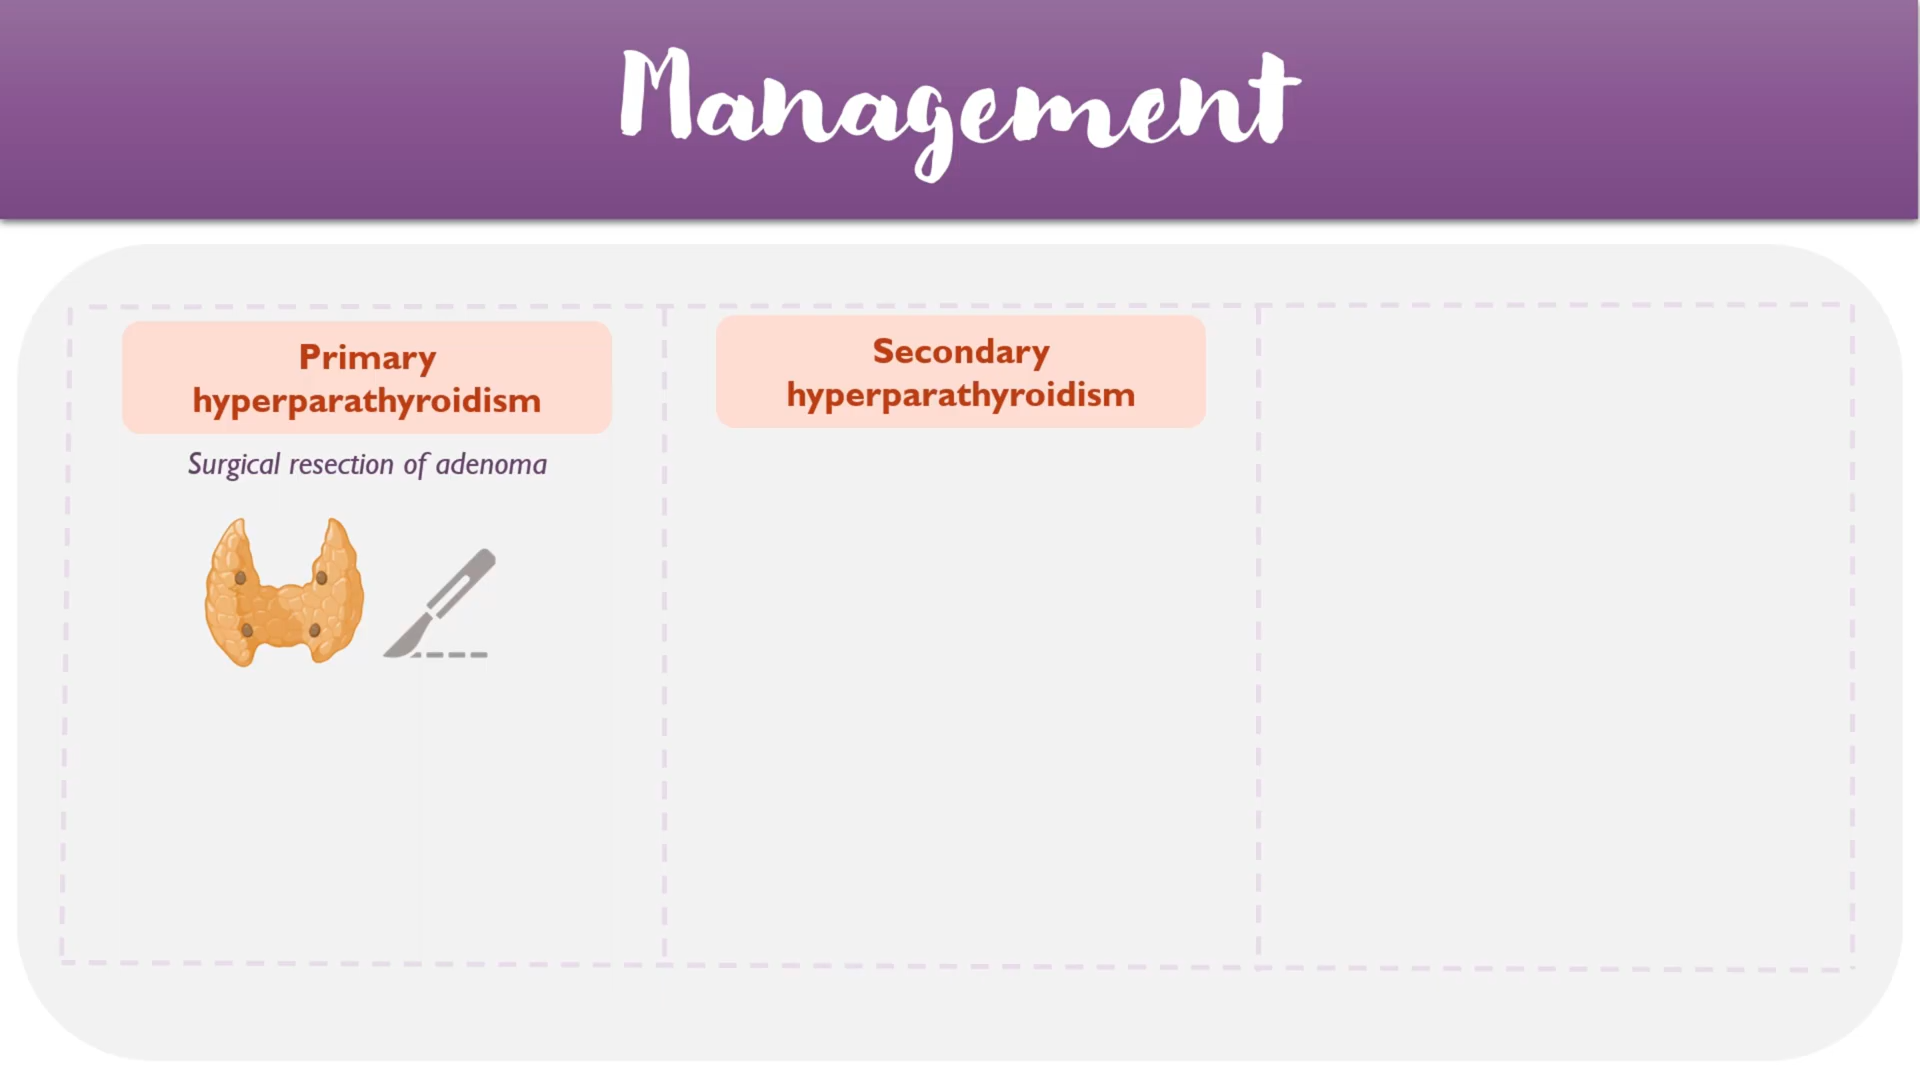 Management
Primary
hyperparathyroidism
Surgical resection of adenoma
Secondary
hyperparathyroidism